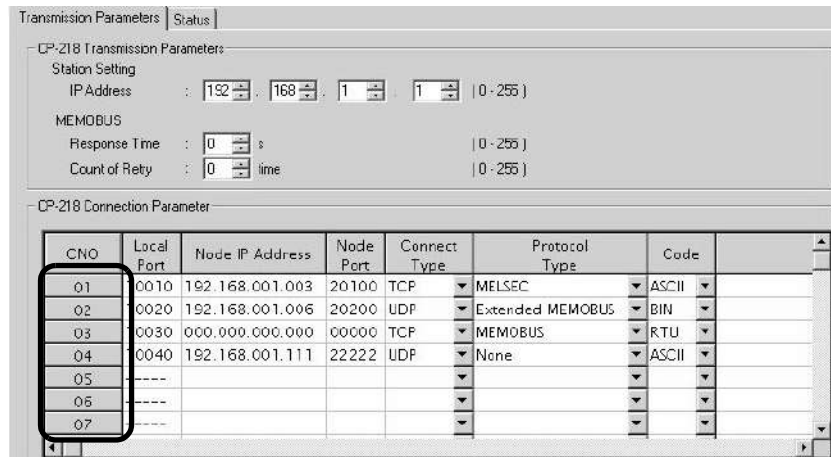 Transmission Parameters Status
CP-218 Transmission Parameters
Station Setting
IP Address : 192 . 168 . 1 . 1 ( 0 - 255 )
MEMOBUS
Response Time : 0 s ( 0 - 255 )
Count of Retry : 0 time ( 0 - 255 )
CP-218 Connection Parameter
CNO Local Port Node IP Address Node Port Connect Type Protocol Type Code
01 0010 192.168.001.003 20100 TCP MELSEC ASCII
02 0020 192.168.001.006 20200 UDP Extended MEMOBUS BIN
03 0030 000.000.000.000 00000 TCP MEMOBUS RTU
04 0040 192.168.001.111 22222 UDP None ASCII
05 -----
06 -----
07 -----